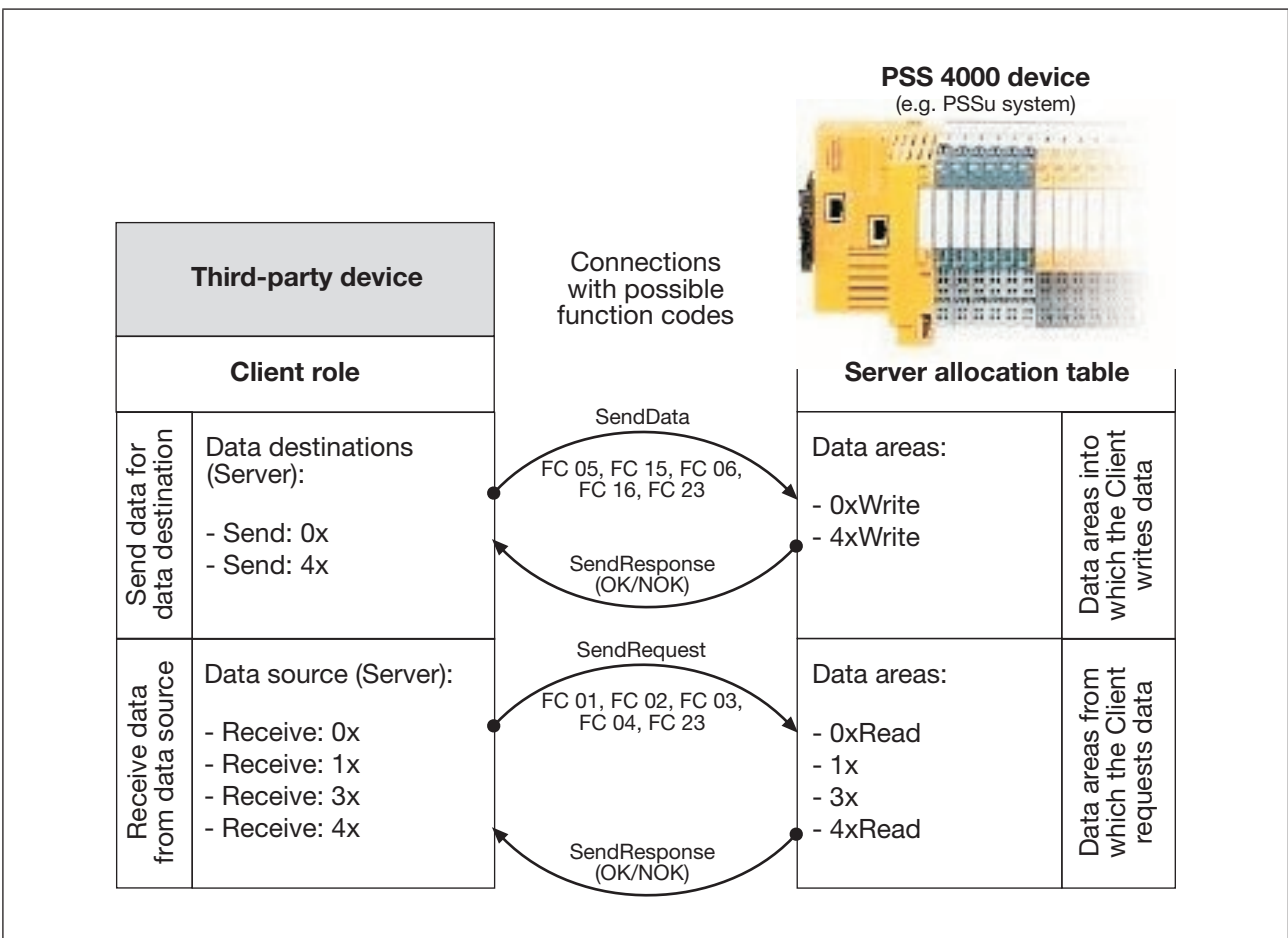 PSS 4000 device
(e.g. PSSu system)
Third-party device
Connections
with possible
function codes
Client role
Server allocation table
Send data for
data destination
Data destinations
(Server):
- Send: 0x
- Send: 4x
SendData
FC 05, FC 15, FC 06,
FC 16, FC 23
SendResponse
(OK/NOK)
Data areas:
- 0xWrite
- 4xWrite
Data areas into
which the Client
writes data
Receive data
from data source
Data source (Server):
- Receive: 0x
- Receive: 1x
- Receive: 3x
- Receive: 4x
SendRequest
FC 01, FC 02, FC 03,
FC 04, FC 23
SendResponse
(OK/NOK)
Data areas:
- 0xRead
- 1x
- 3x
- 4xRead
Data areas from
which the Client
requests data